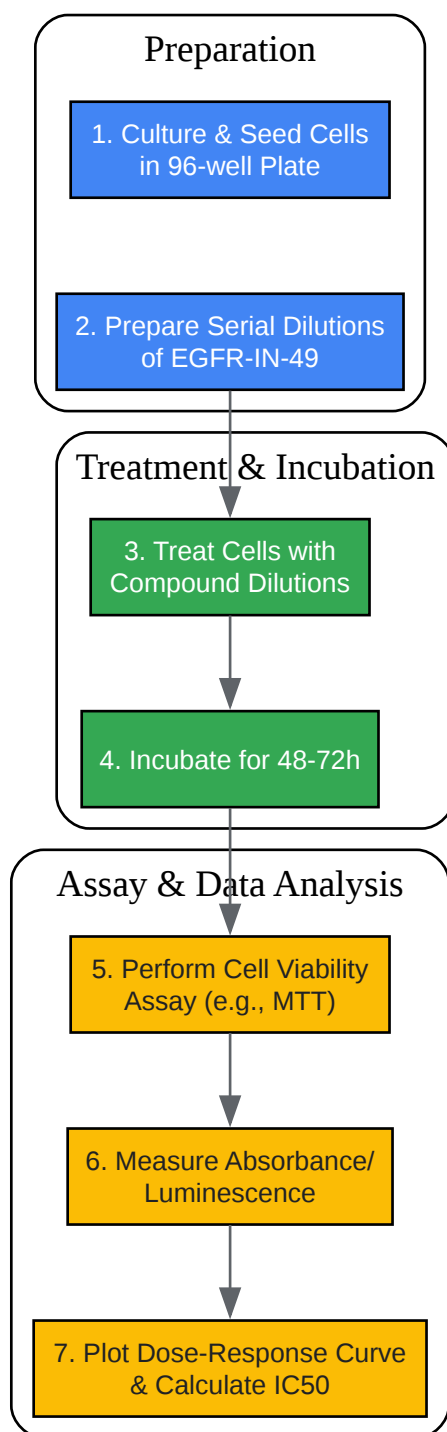 Preparation
1. Culture & Seed Cells
in 96-well Plate
2. Prepare Serial Dilutions
of EGFR-IN-49
Treatment & Incubation
3. Treat Cells with
Compound Dilutions
4. Incubate for 48-72h
Assay & Data Analysis
5. Perform Cell Viability
Assay (e.g., MTT)
6. Measure Absorbance/
Luminescence
7. Plot Dose-Response Curve
& Calculate IC50